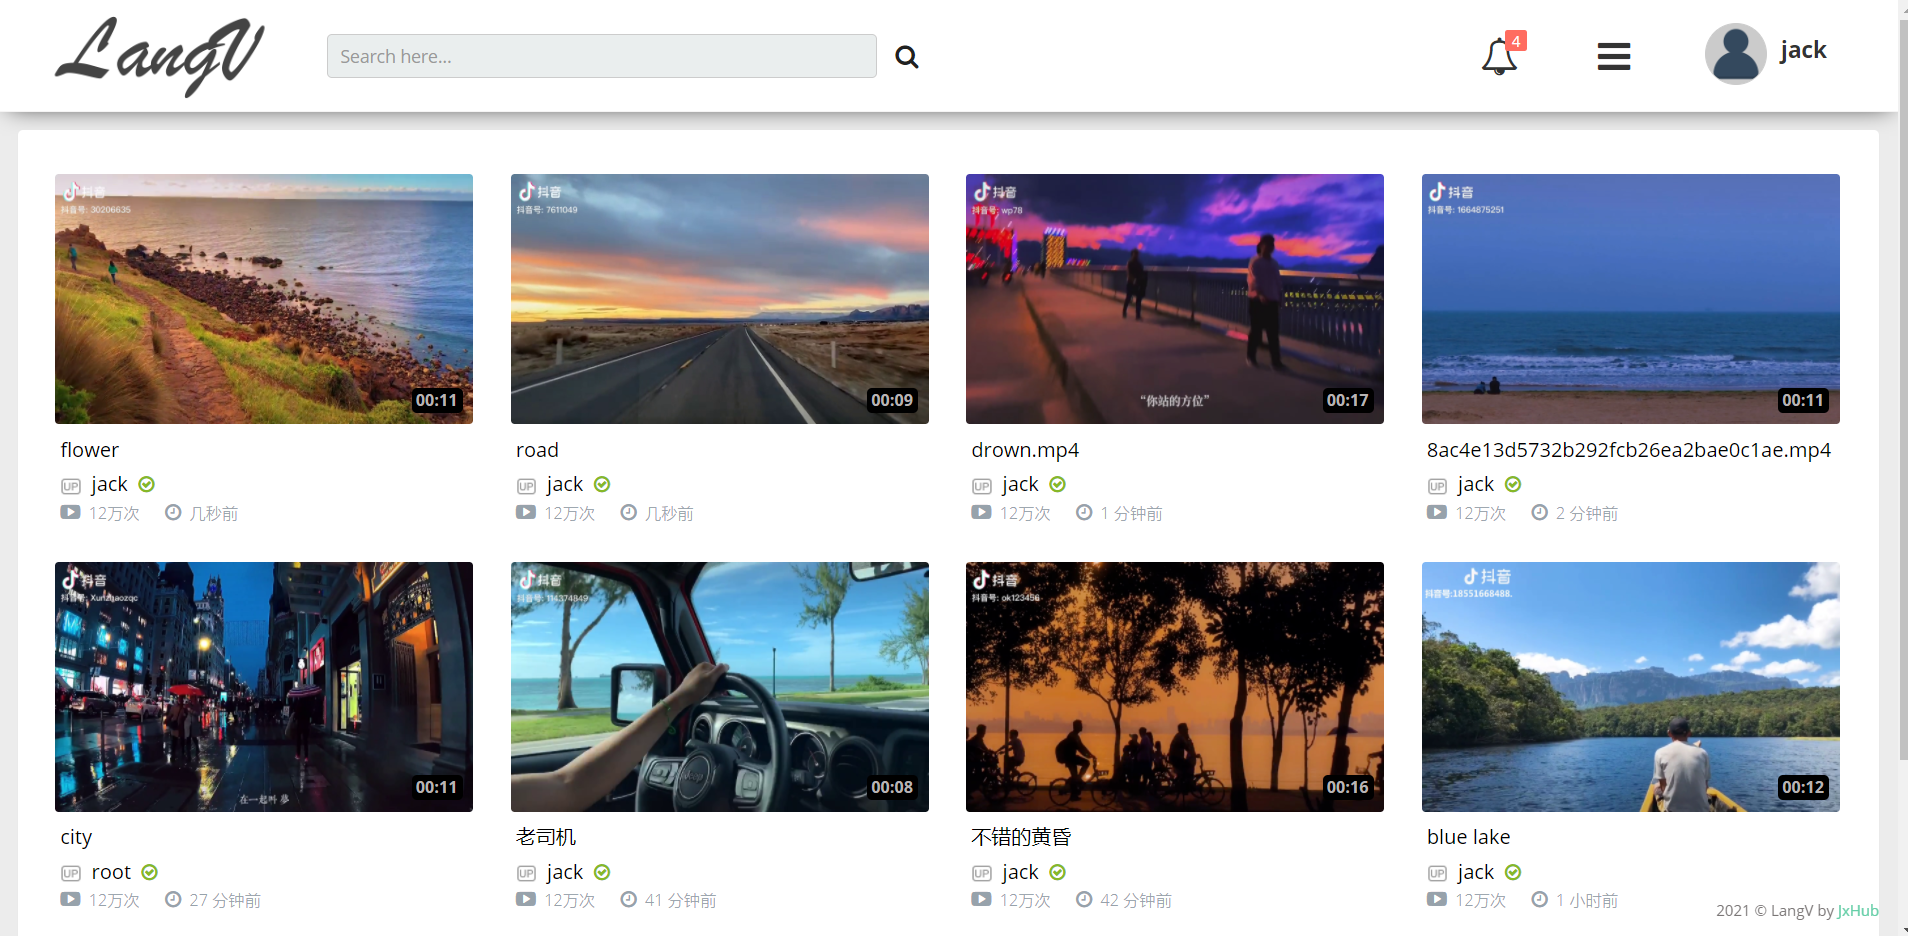 LangV
Search here...
4
jack
抖音
抖音号: 30206635
00:11
抖音
抖音号: 7611049
00:09
抖音
抖音号: wp78
“你站的方位”
00:17
抖音
抖音号: 1664875251
00:11
flower
road
drown.mp4
8ac4e13d5732b292fcb26ea2bae0c1ae.mp4
UP jack
UP jack
UP jack
UP jack
12万次 几秒前
12万次 几秒前
12万次 1 分钟前
12万次 2 分钟前
抖音
抖音号:
在一起叫 夢
00:11
抖音
抖音号: 114374849
Jeep
00:08
抖音
抖音号: ok123456
00:16
抖音
抖音号:18551668488.
00:12
city
老司机
不错的黄昏
blue lake
UP root
UP jack
UP jack
UP jack
12万次 27 分钟前
12万次 41 分钟前
12万次 42 分钟前
12万次 1 小时前
2021 © LangV by JxHub